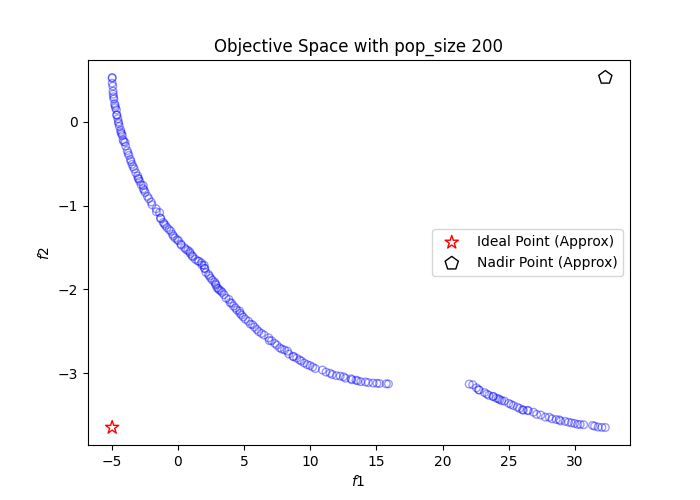 Objective Space with pop_size 200
0
−1
−2
−3
f2
Ideal Point (Approx)
Nadir Point (Approx)
−5
0
5
10
15
20
25
30
f1